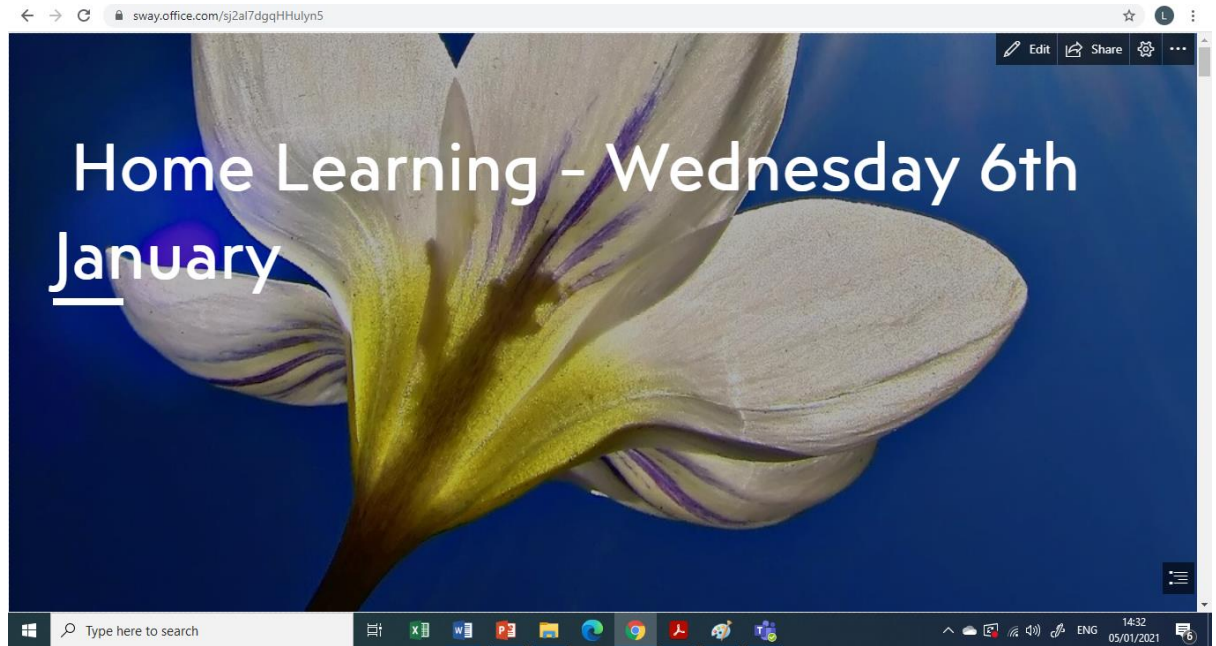 sway.office.com/sj2al7dgqHHulyn5
L
Edit
Share
Home Learning - Wednesday 6th
January
Type here to search
ENG
14:32
05/01/2021
6